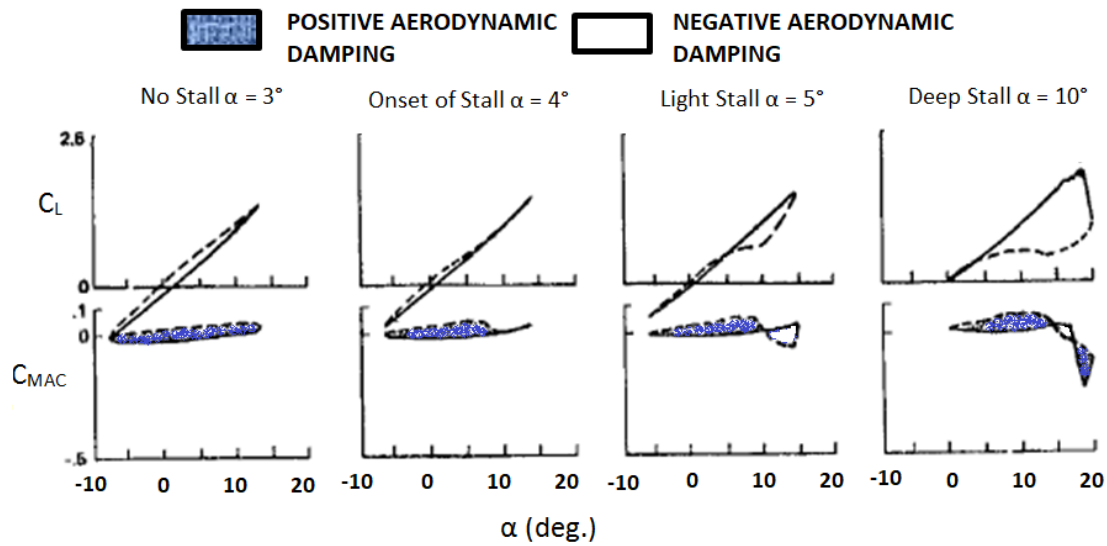 POSITIVE AERODYNAMIC
DAMPING
NEGATIVE AERODYNAMIC
DAMPING
No Stall α = 3°
Onset of Stall α = 4°
Light Stall α = 5°
Deep Stall α = 10°
2.6
CL
0
.1
0
CMAC
-.5
-10 0 10 20
-10 0 10 20
-10 0 10 20
-10 0 10 20
α (deg.)